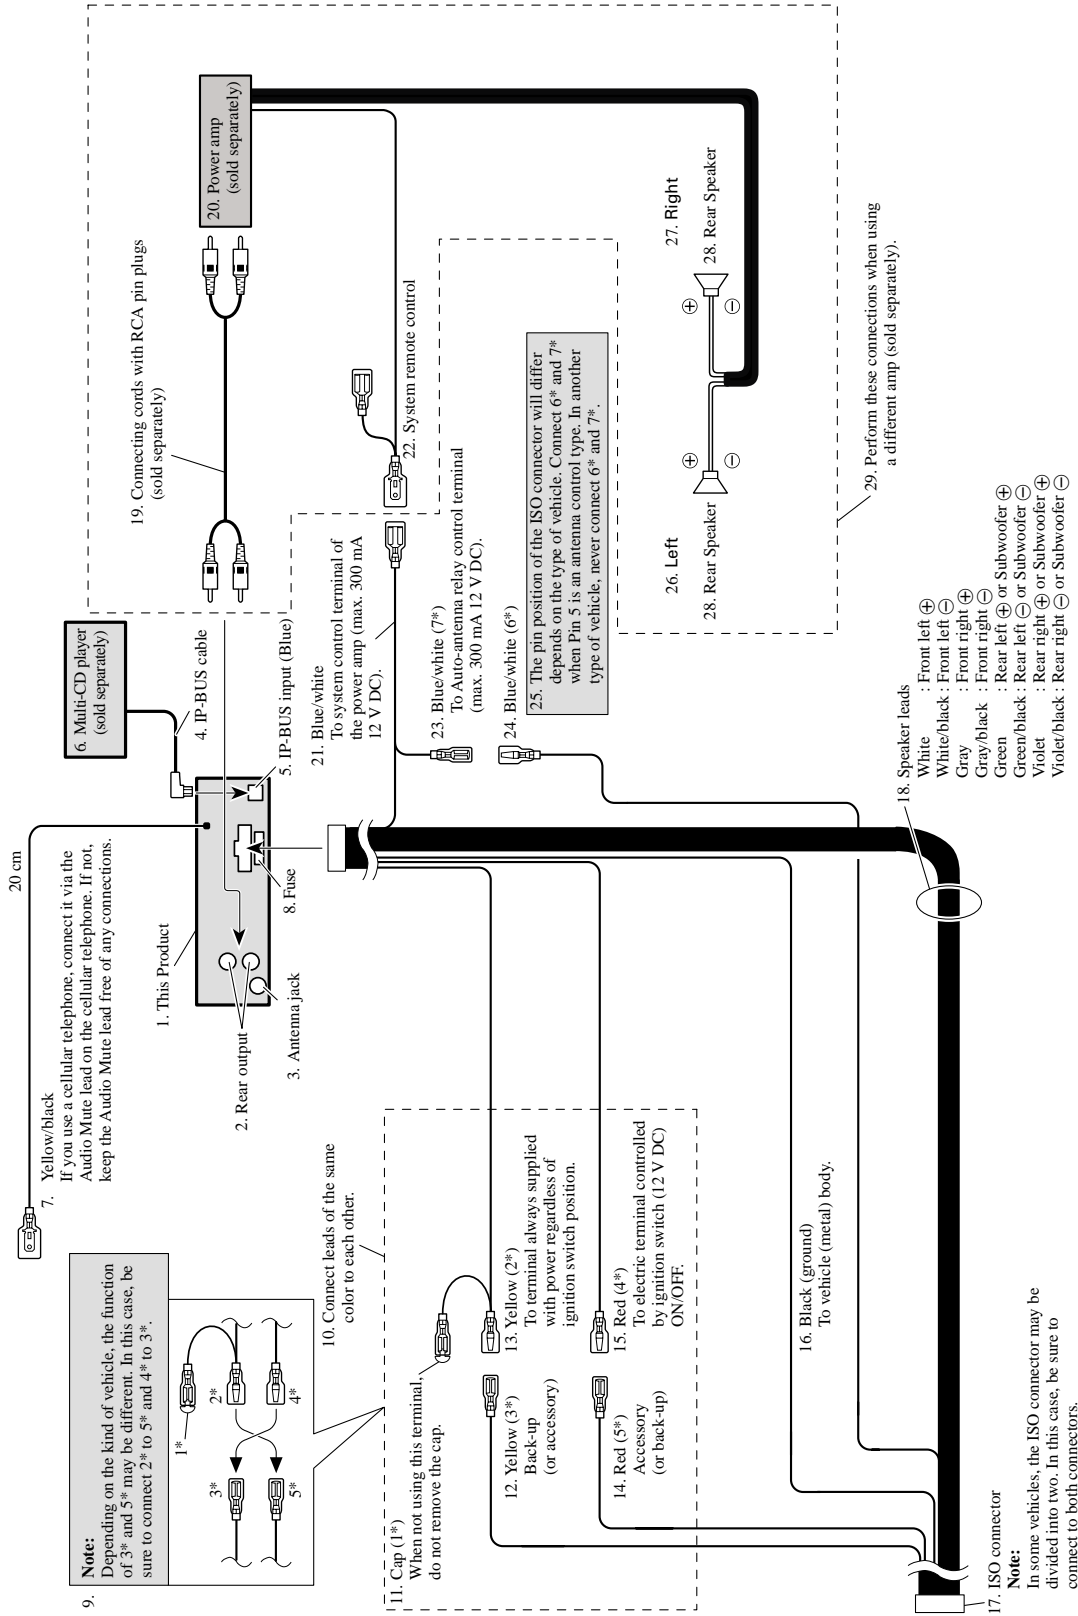 1. This Product
2. Rear output
3. Antenna jack
4. IP-BUS cable
5. IP-BUS input (Blue)
6. Multi-CD player
(sold separately)
20 cm
7. Yellow/black
If you use a cellular telephone, connect it via the
Audio Mute lead on the cellular telephone. If not,
keep the Audio Mute lead free of any connections.
8. Fuse
9. Note:
Depending on the kind of vehicle, the function
of 3* and 5* may be different. In this case, be
sure to connect 2* to 5* and 4* to 3*.
1*
3*
2*
5*
4*
10. Connect leads of the same
color to each other.
11. Cap (1*)
When not using this terminal,
do not remove the cap.
12. Yellow (3*)
Back-up
(or accessory)
13. Yellow (2*)
To terminal always supplied
with power regardless of
ignition switch position.
14. Red (5*)
Accessory
(or back-up)
15. Red (4*)
To electric terminal controlled
by ignition switch (12 V DC)
ON/OFF.
16. Black (ground)
To vehicle (metal) body.
17. ISO connector
Note:
In some vehicles, the ISO connector may be
divided into two. In this case, be sure to
connect to both connectors.
18. Speaker leads
White : Front left ⊕
White/black : Front left ⊖
Gray : Front right ⊕
Gray/black : Front right ⊖
Green : Rear left ⊕ or Subwoofer ⊕
Green/black : Rear left ⊖ or Subwoofer ⊖
Violet : Rear right ⊕ or Subwoofer ⊕
Violet/black : Rear right ⊖ or Subwoofer ⊖
19. Connecting cords with RCA pin plugs
(sold separately)
20. Power amp
(sold separately)
21. Blue/white
To system control terminal of
the power amp (max. 300 mA
12 V DC).
22. System remote control
23. Blue/white (7*)
To Auto-antenna relay control terminal
(max. 300 mA 12 V DC).
24. Blue/white (6*)
25. The pin position of the ISO connector will differ
depends on the type of vehicle. Connect 6* and 7*
when Pin 5 is an antenna control type. In another
type of vehicle, never connect 6* and 7*.
26. Left
27. Right
28. Rear Speaker
⊕
⊖
⊕
⊖
28. Rear Speaker
29. Perform these connections when using
a different amp (sold separately).